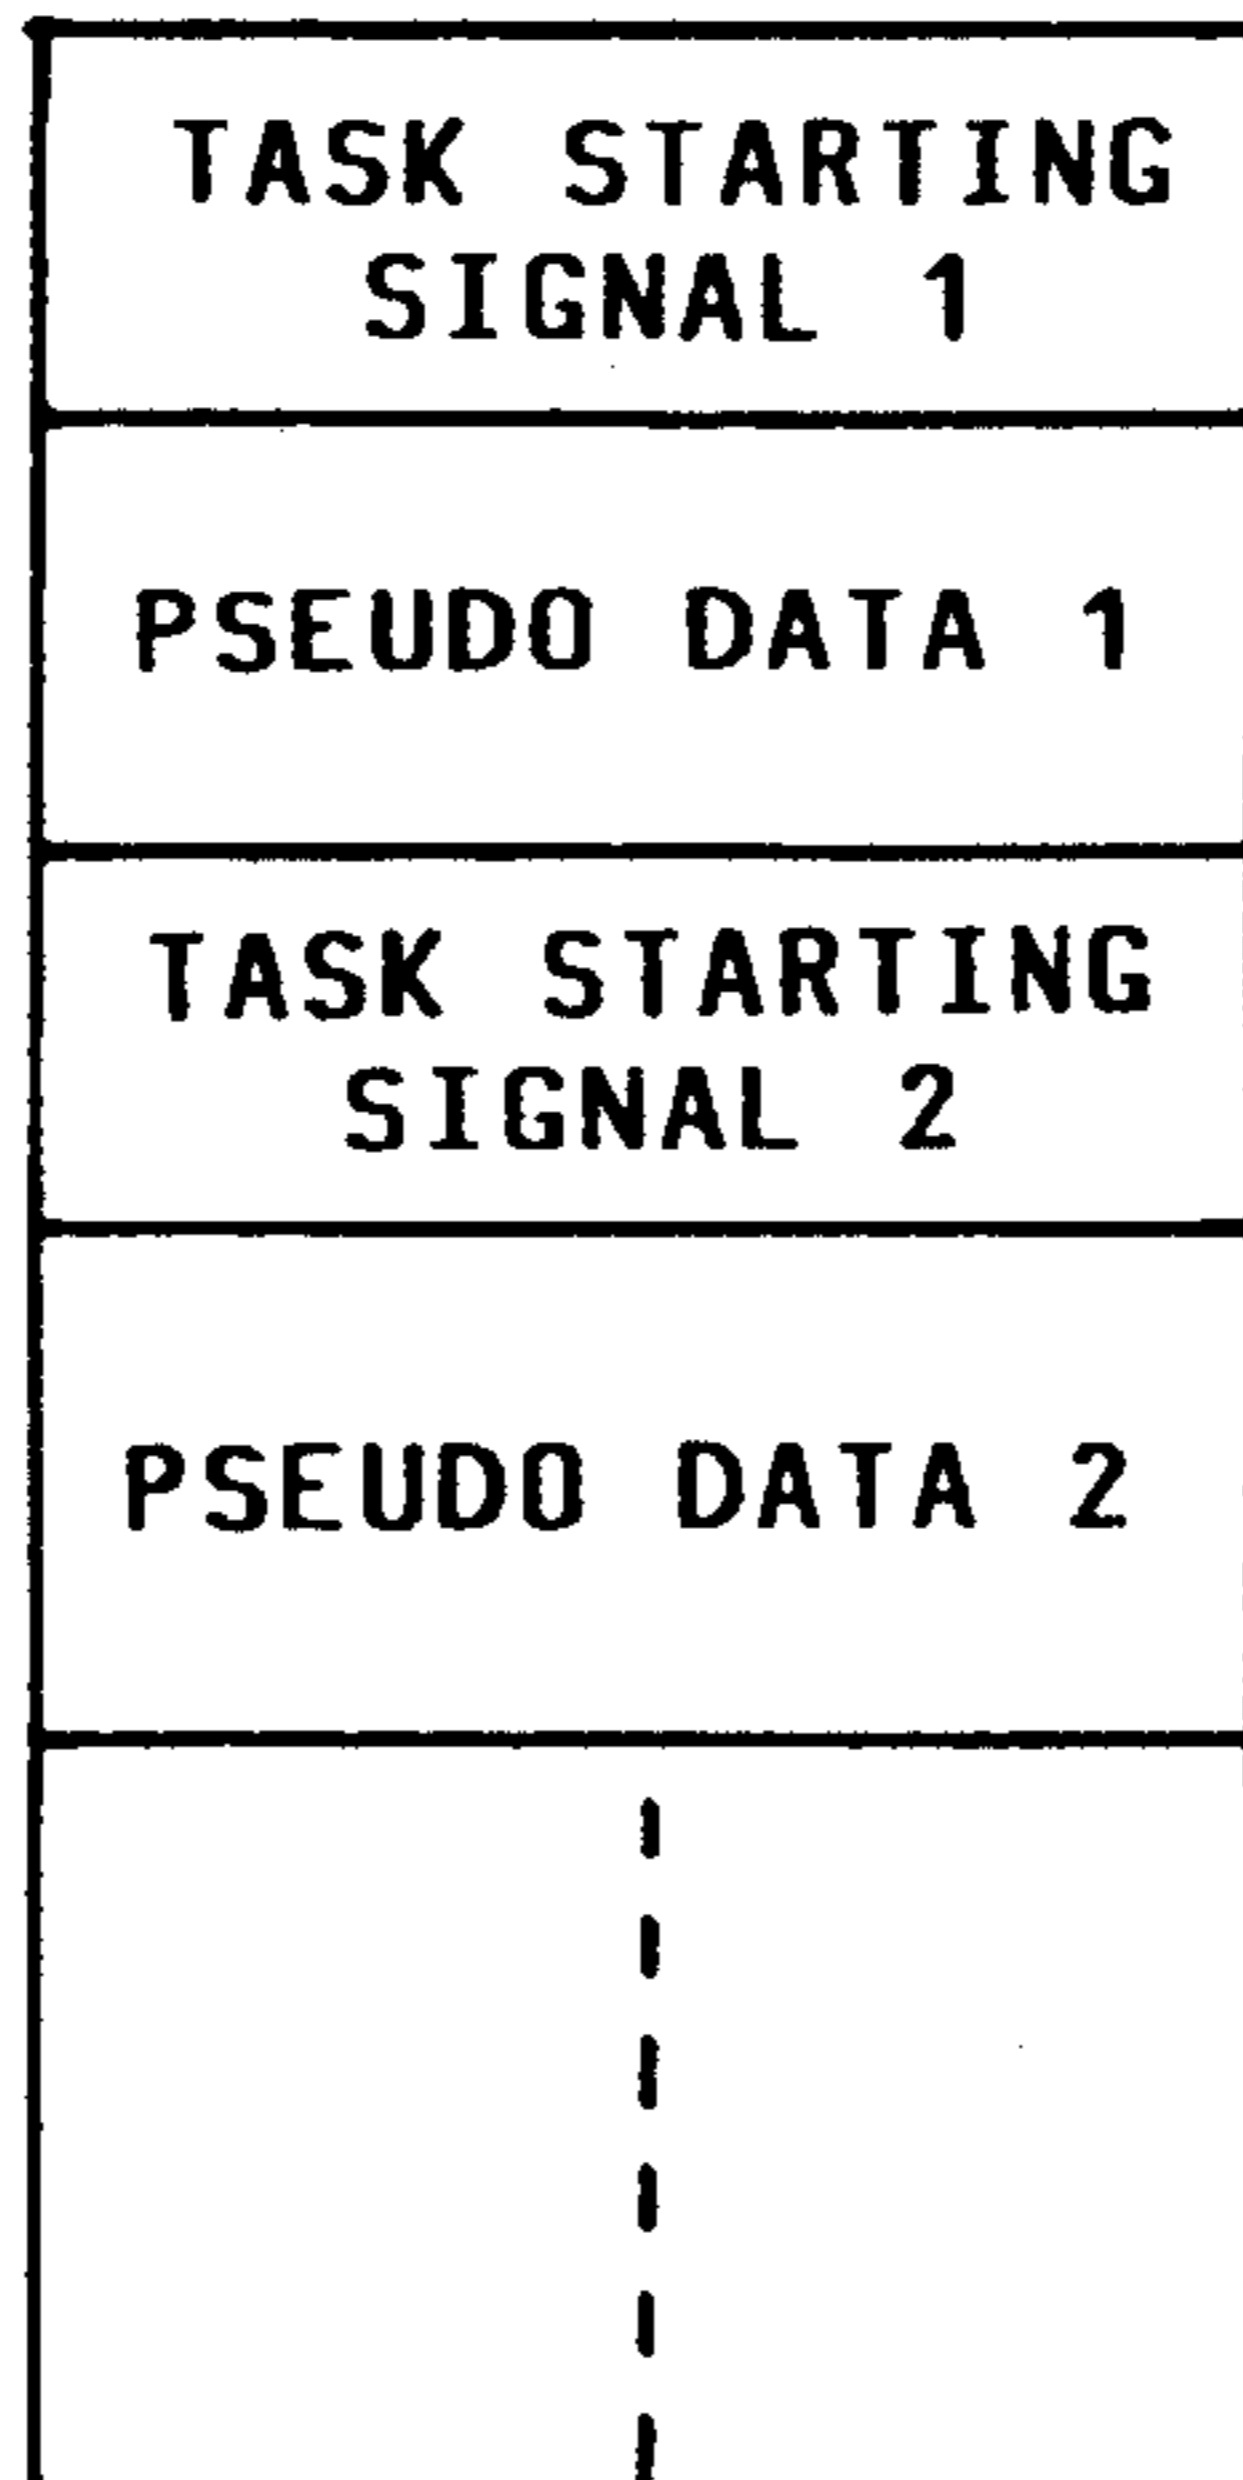 TASK STARTING
SIGNAL 1
PSEUDO DATA 1
TASK STARTING
SIGNAL 2
PSEUDO DATA 2